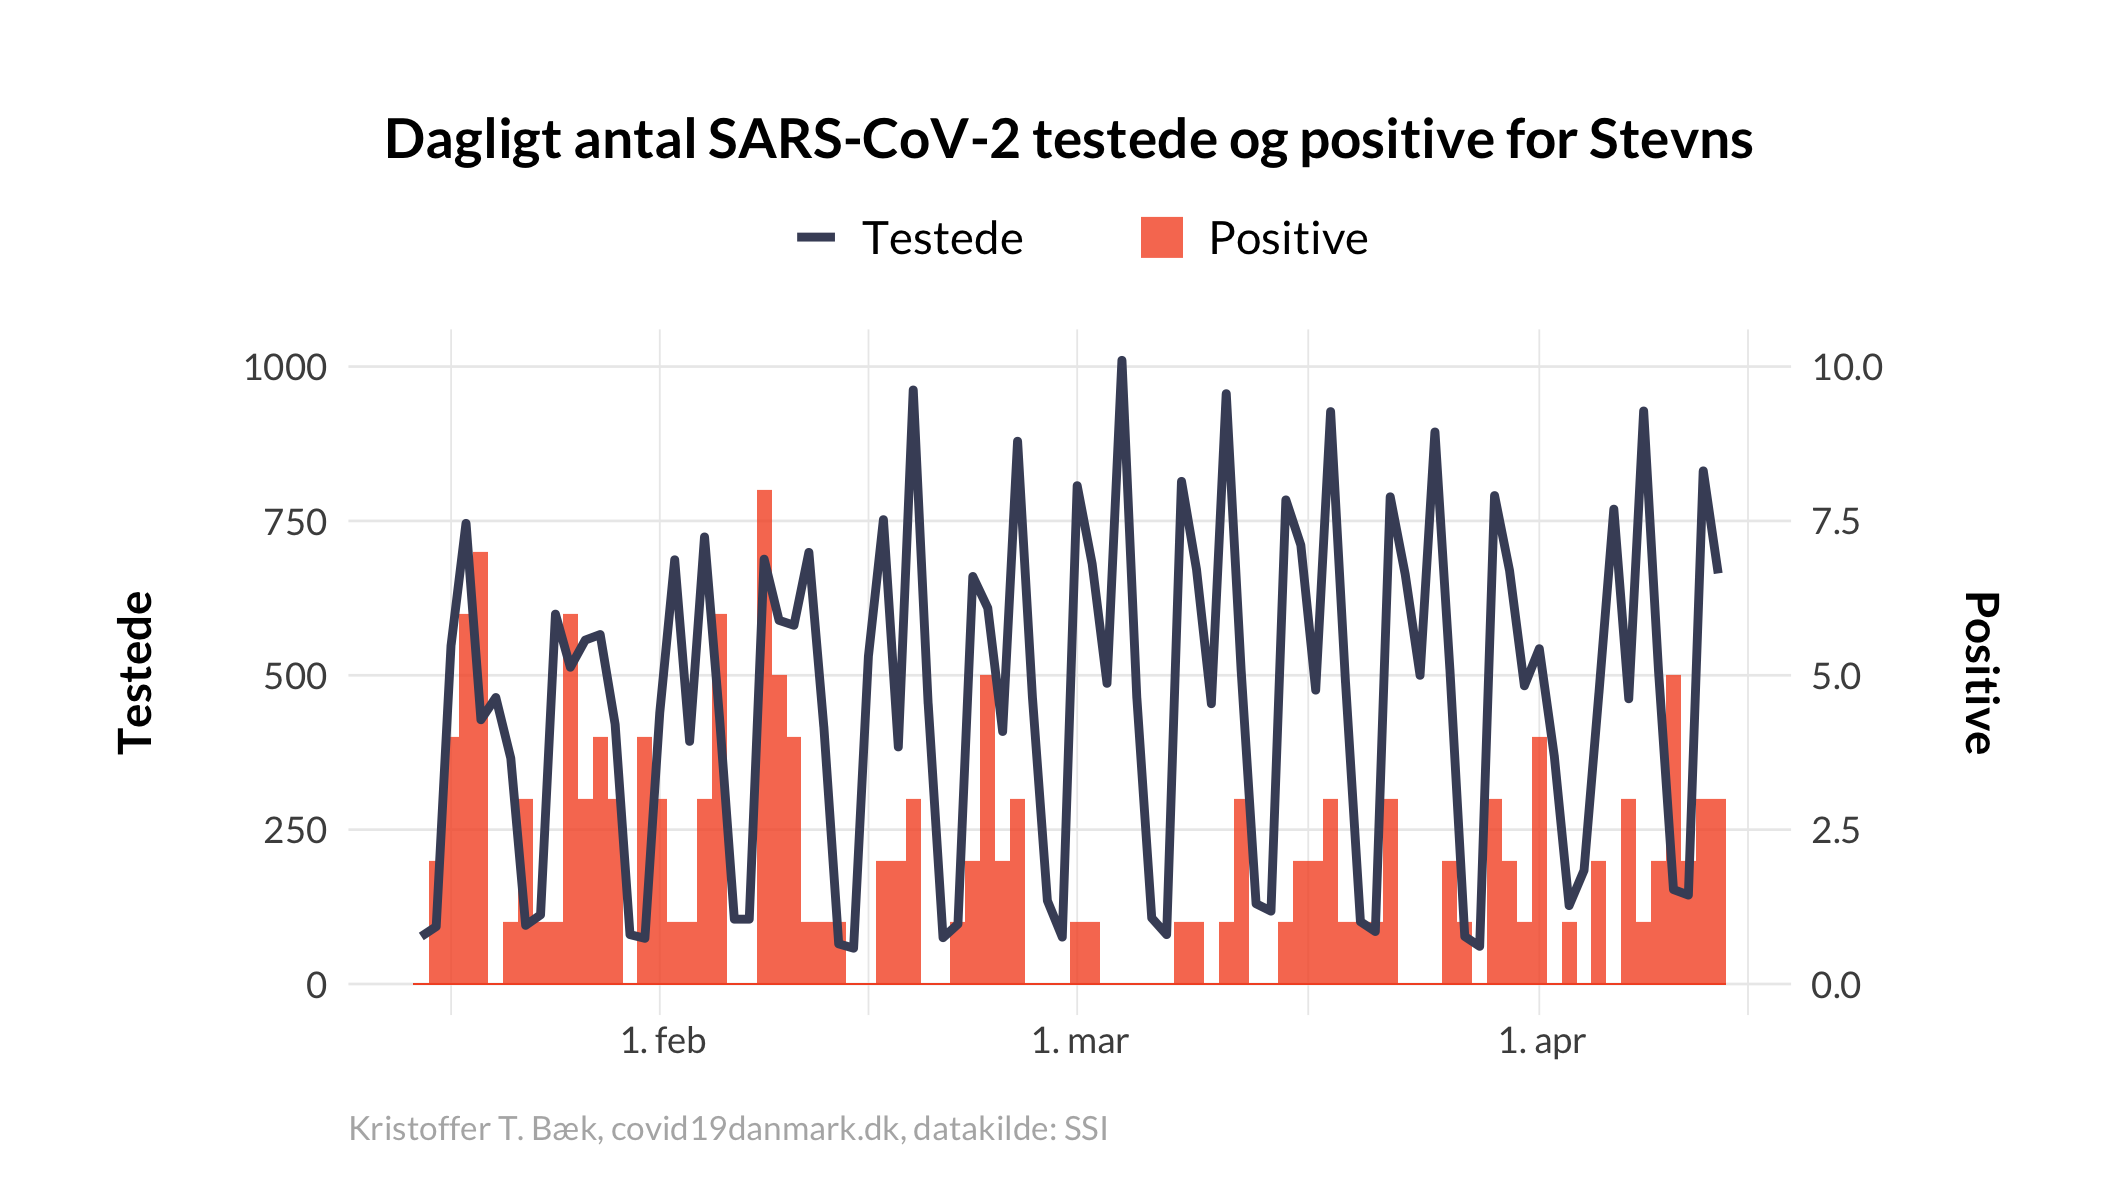 Dagligt antal SARS-CoV-2 testede og positive for Stevns
Testede Positive
1000 10.0
750 7.5
500 5.0
250 2.5
0 0.0
Testede
Positive
1. feb 1. mar 1. apr
Kristoffer T. Bæk, covid19danmark.dk, datakilde: SSI